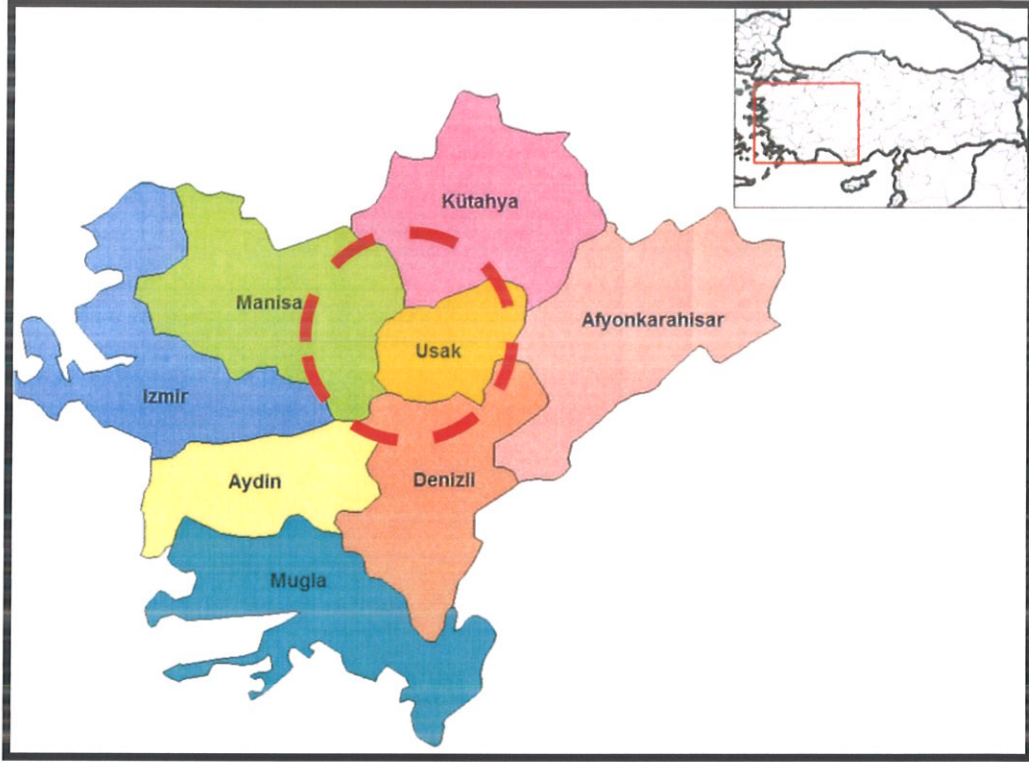 Kütahya
Manisa
Afyonkarahisar
Usak
Izmir
Aydin
Denizli
Mugla